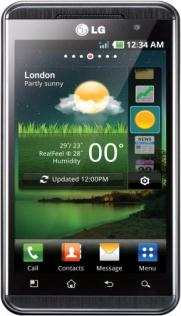 LG
12:34 AM
London
Partly sunny
NEWS
29°/23°
RealFeel ® 28°
Humidity
00°
Updated 12:00PM
Call
Contacts
Message
Menu